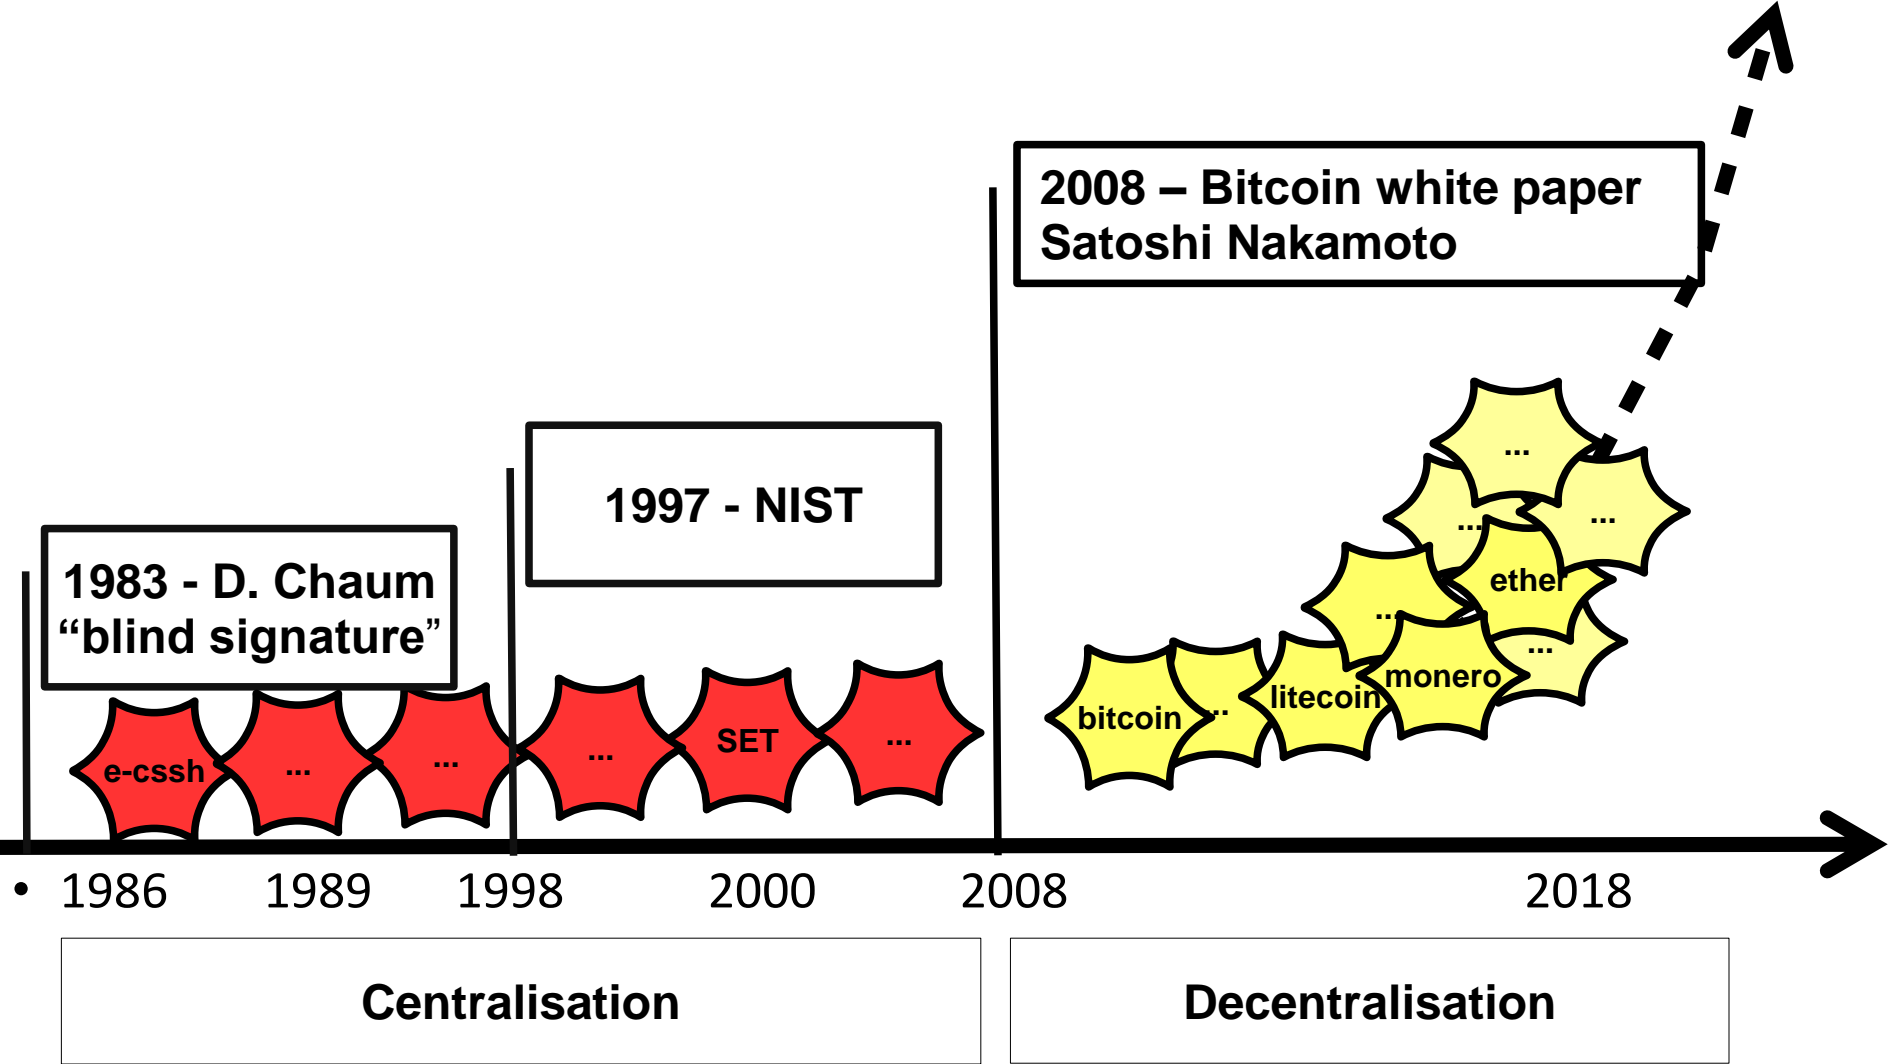 2008 – Bitcoin white paper
Satoshi Nakamoto
1997 - NIST
1983 - D. Chaum
“blind signature”
...
...
...
ether
...
...
monero
litecoin
...
bitcoin
e-cssh
...
...
...
SET
...
• 1986 1989 1998 2000 2008 2018
Centralisation
Decentralisation